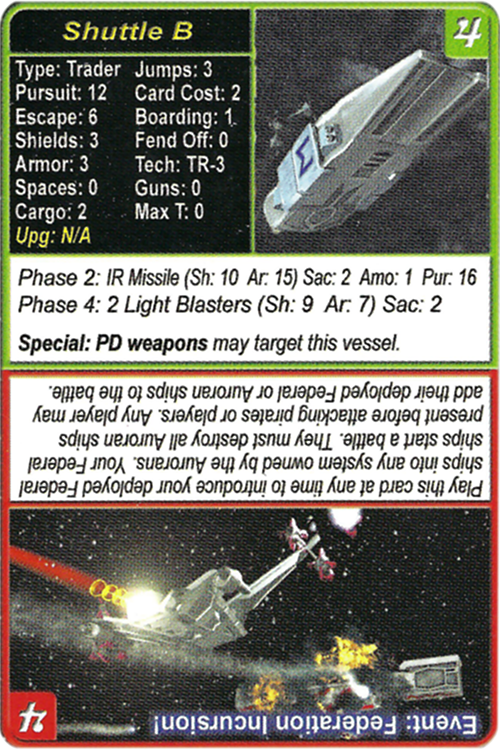 Shuttle B
Type: Trader Jumps: 3
Pursuit: 12 Card Cost: 2
Escape: 6 Boarding: 1
Shields: 3 Fend Off: 0
Armor: 3 Tech: TR-3
Spaces: 0 Guns: 0
Cargo: 2 Max T: 0
Upg: N/A
Phase 2: IR Missile (Sh: 10 Ar: 15) Sac: 2 Amo: 1 Pur: 16
Phase 4: 2 Light Blasters (Sh: 9 Ar: 7) Sac: 2
Special: PD weapons may target this vessel.
Event: Federation Incursion!
Play this card at any time to introduce your deployed Federal
ships into any system owned by the Aurorans. Your Federal
ships start a battle. They must destroy all Auroran ships
present before attacking pirates or players. Any player may
add their deployed Federal or Auroran ships to the battle.